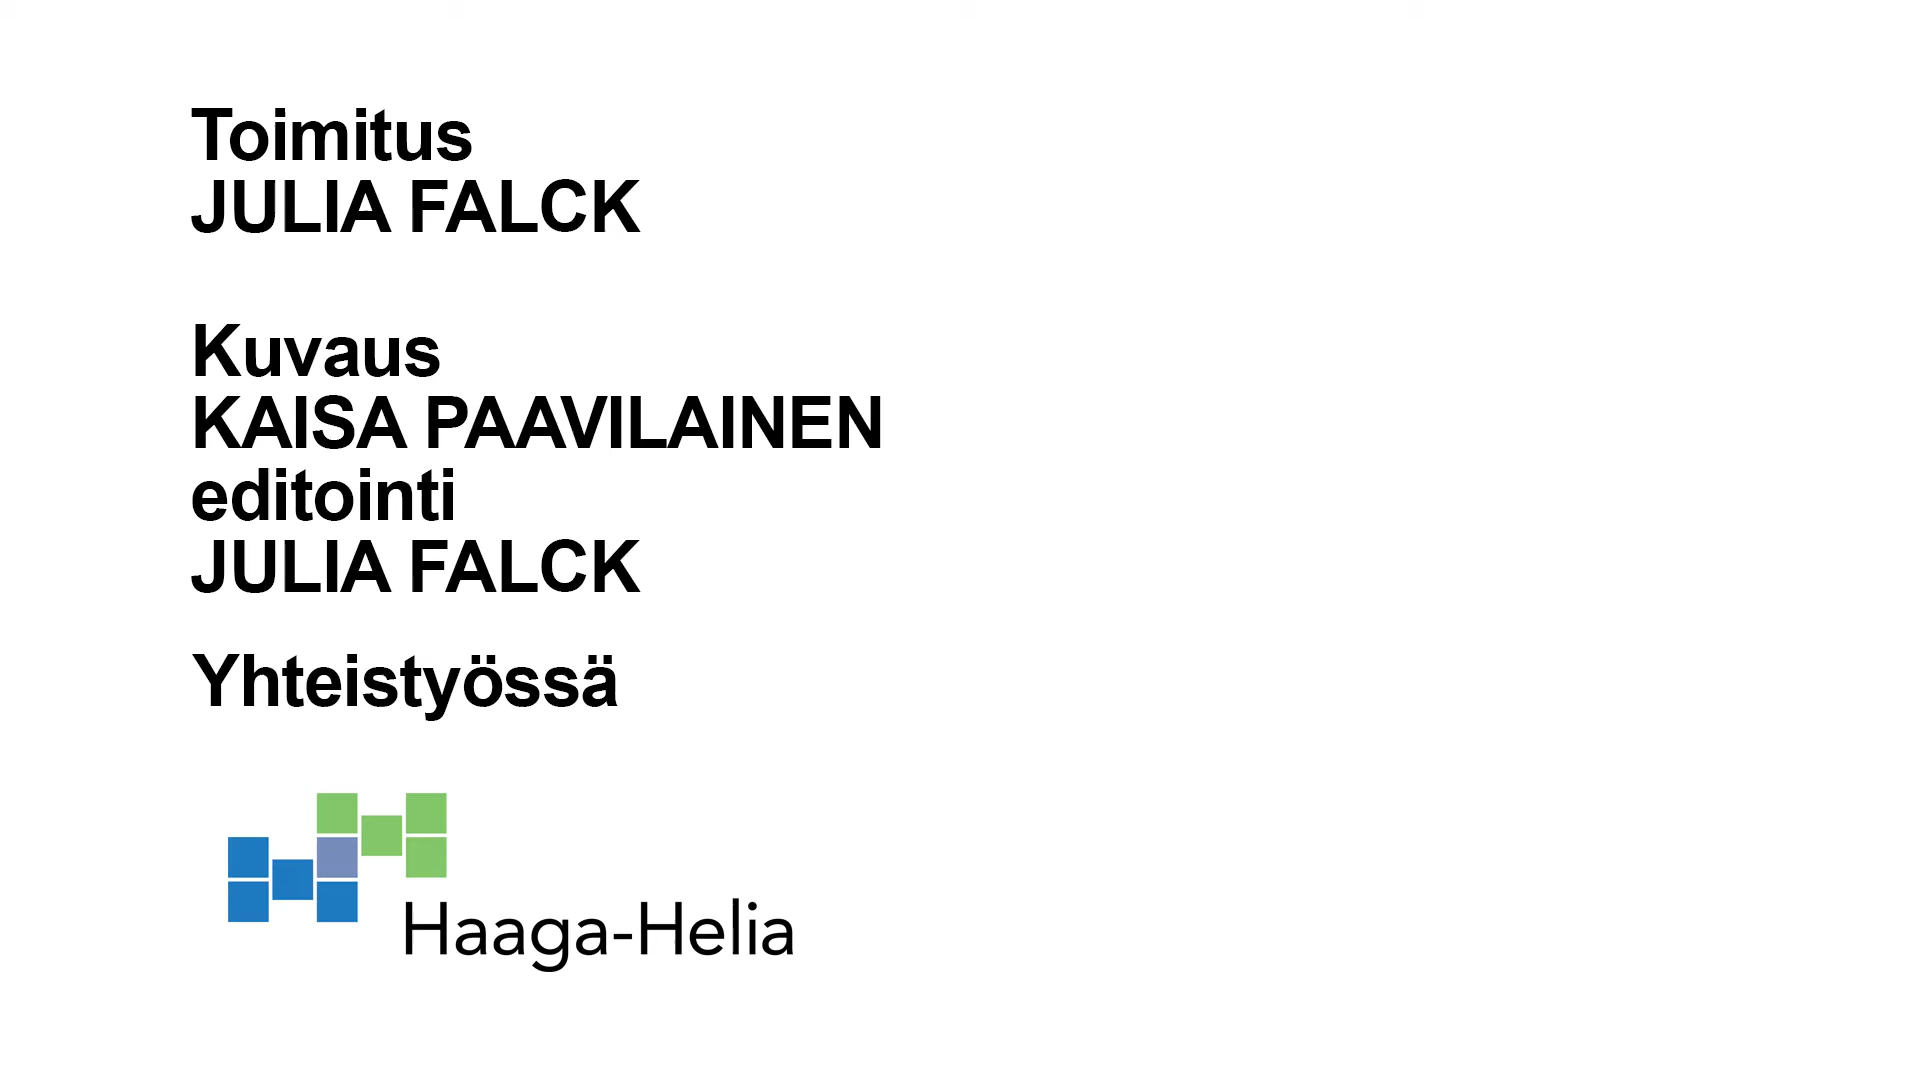 Toimitus
JULIA FALCK
Kuvaus
KAISA PAAVILAINEN
editointi
JULIA FALCK
Yhteistyössä
Haaga-Helia